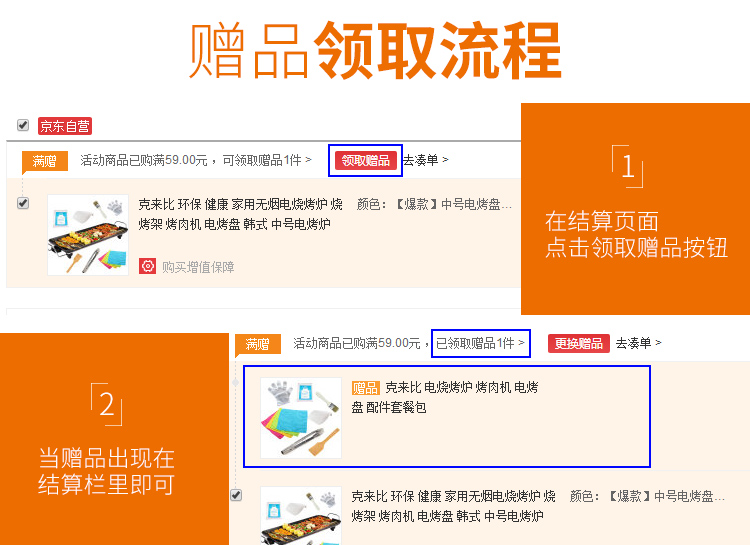 赠品领取流程
京东自营
满赠 活动商品已购满59.00元 ，可领取赠品1件 > 领取赠品 去凑单 >
克来比 环保 健康 家用无烟电烧烤炉 烧 颜色：【爆款】中号电烤盘...
烤架 烤肉机 电烤盘 韩式 中号电烤炉
购买增值保障
1
在结算页面
点击领取赠品按钮
满赠 活动商品已购满59.00元 ，已领取赠品1件 > 更换赠品 去凑单 >
赠品 克来比 电烧烤炉 烤肉机 电烤
盘 配件套餐包
2
当赠品出现在
结算栏里即可
克来比 环保 健康 家用无烟电烧烤炉 烧 颜色：【爆款】中号电烤盘...
烤架 烤肉机 电烤盘 韩式 中号电烤炉